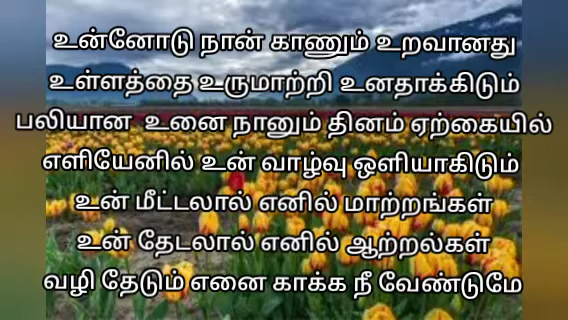 உன்னோடு நான் காணும் உறவானது
உள்ளத்தை உருமாற்றி உனதாக்கிடும்
பலியான உனை நானும் தினம் ஏற்கையில்
எளியேனில் உன் வாழ்வு ஒளியாகிடும்
உன் மீட்டலால் எனில் மாற்றங்கள்
உன் தேடலால் எனில் ஆற்றல்கள்
வழி தேடும் எனை காக்க நீ வேண்டுமே